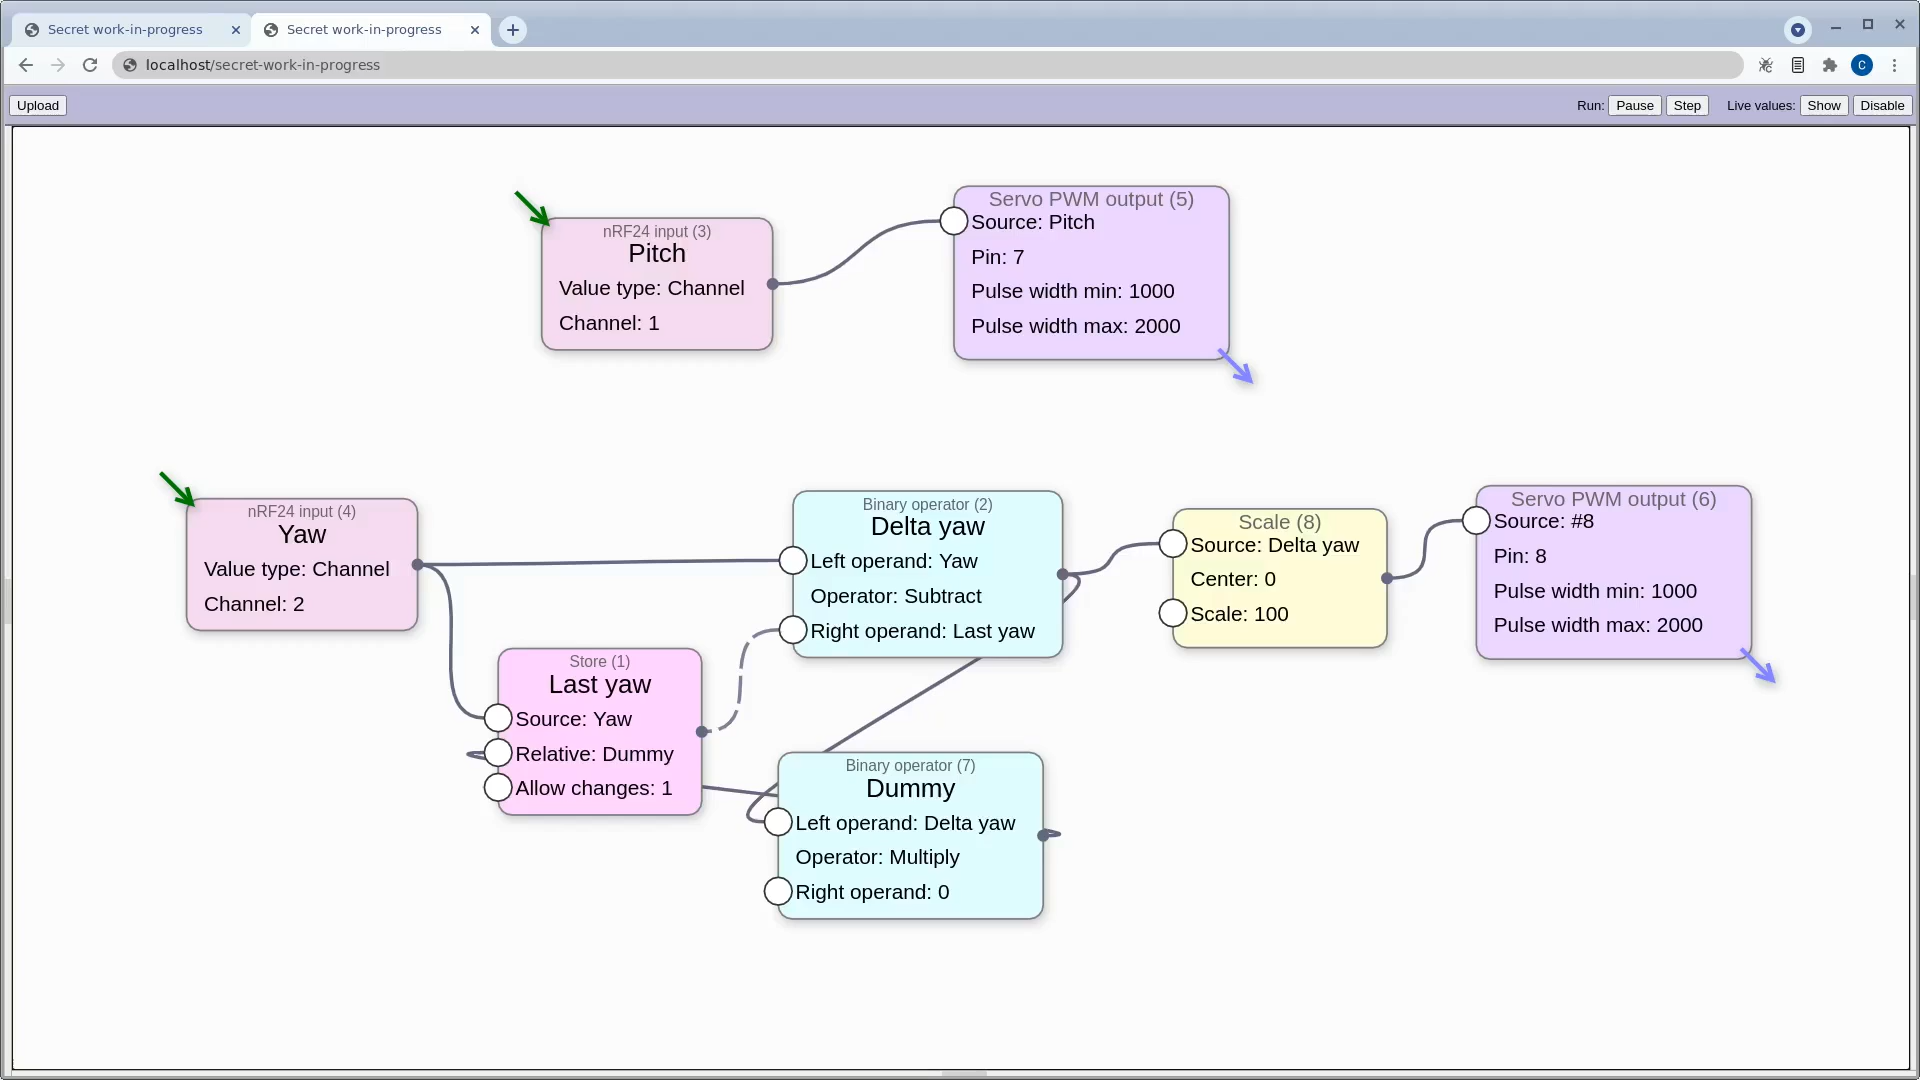 Secret work-in-progress
Secret work-in-progress
localhost/secret-work-in-progress
C
Upload
Run: Pause Step Live values: Show Disable
nRF24 input (3)
Pitch
Value type: Channel
Channel: 1
Servo PWM output (5)
Source: Pitch
Pin: 7
Pulse width min: 1000
Pulse width max: 2000
nRF24 input (4)
Yaw
Value type: Channel
Channel: 2
Binary operator (2)
Delta yaw
Left operand: Yaw
Operator: Subtract
Right operand: Last yaw
Scale (8)
Source: Delta yaw
Center: 0
Scale: 100
Servo PWM output (6)
Source: #8
Pin: 8
Pulse width min: 1000
Pulse width max: 2000
Store (1)
Last yaw
Source: Yaw
Relative: Dummy
Allow changes: 1
Binary operator (7)
Dummy
Left operand: Delta yaw
Operator: Multiply
Right operand: 0